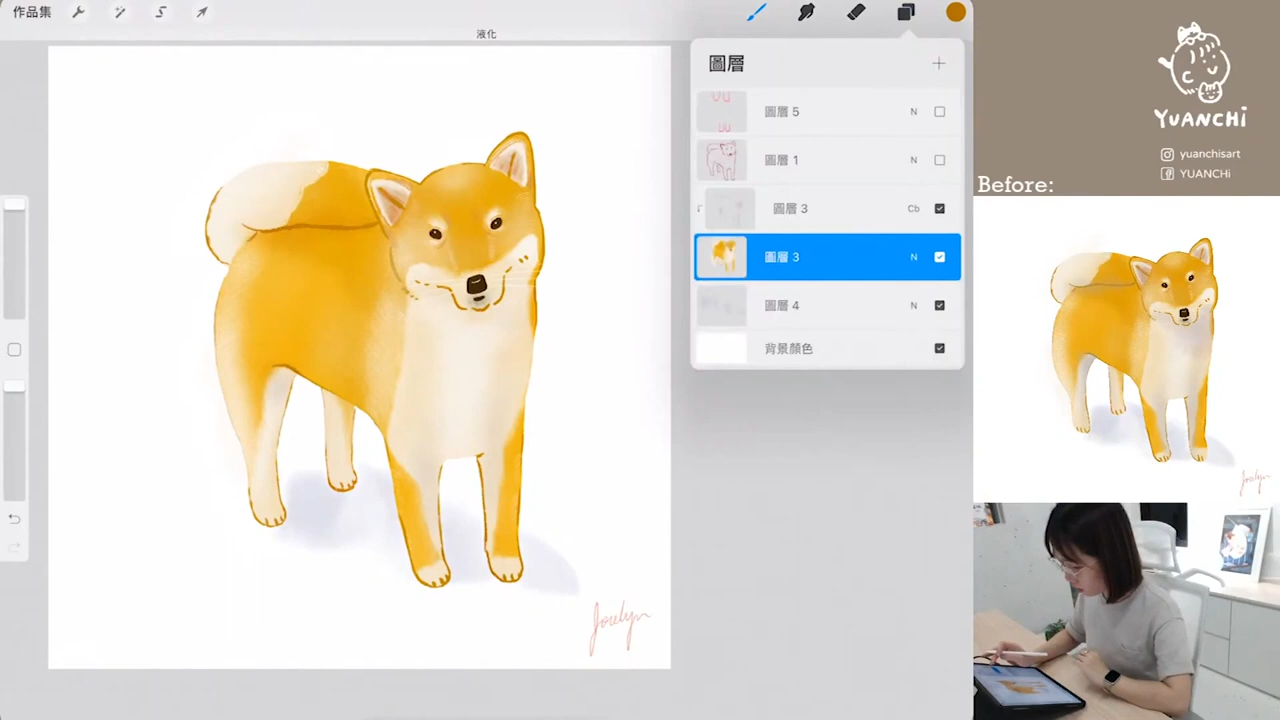 作品集
液化
圖層
圖層 5
N
圖層 1
N
圖層 3
Cb
圖層 3
N
圖層 4
N
背景顏色
Jocelyn
YUANCHi
yuanchisart
YUANCHi
Before:
Jocelyn